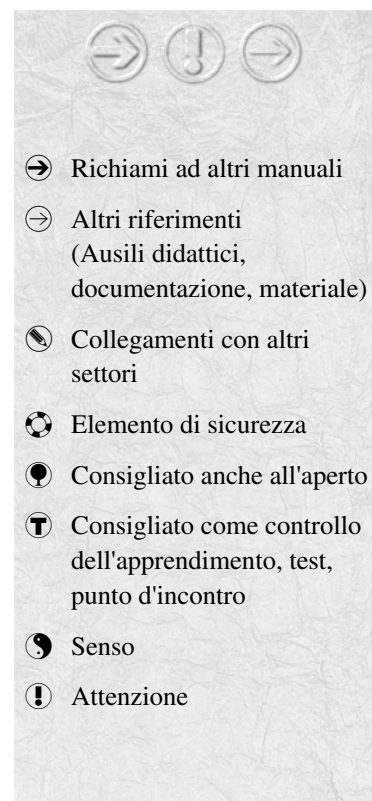 Richiami ad altri manuali
Altri riferimenti
(Ausili didattici,
documentazione, materiale)
Collegamenti con altri
settori
Elemento di sicurezza
Consigliato anche all'aperto
T Consigliato come controllo
dell'apprendimento, test,
punto d'incontro
Senso
! Attenzione